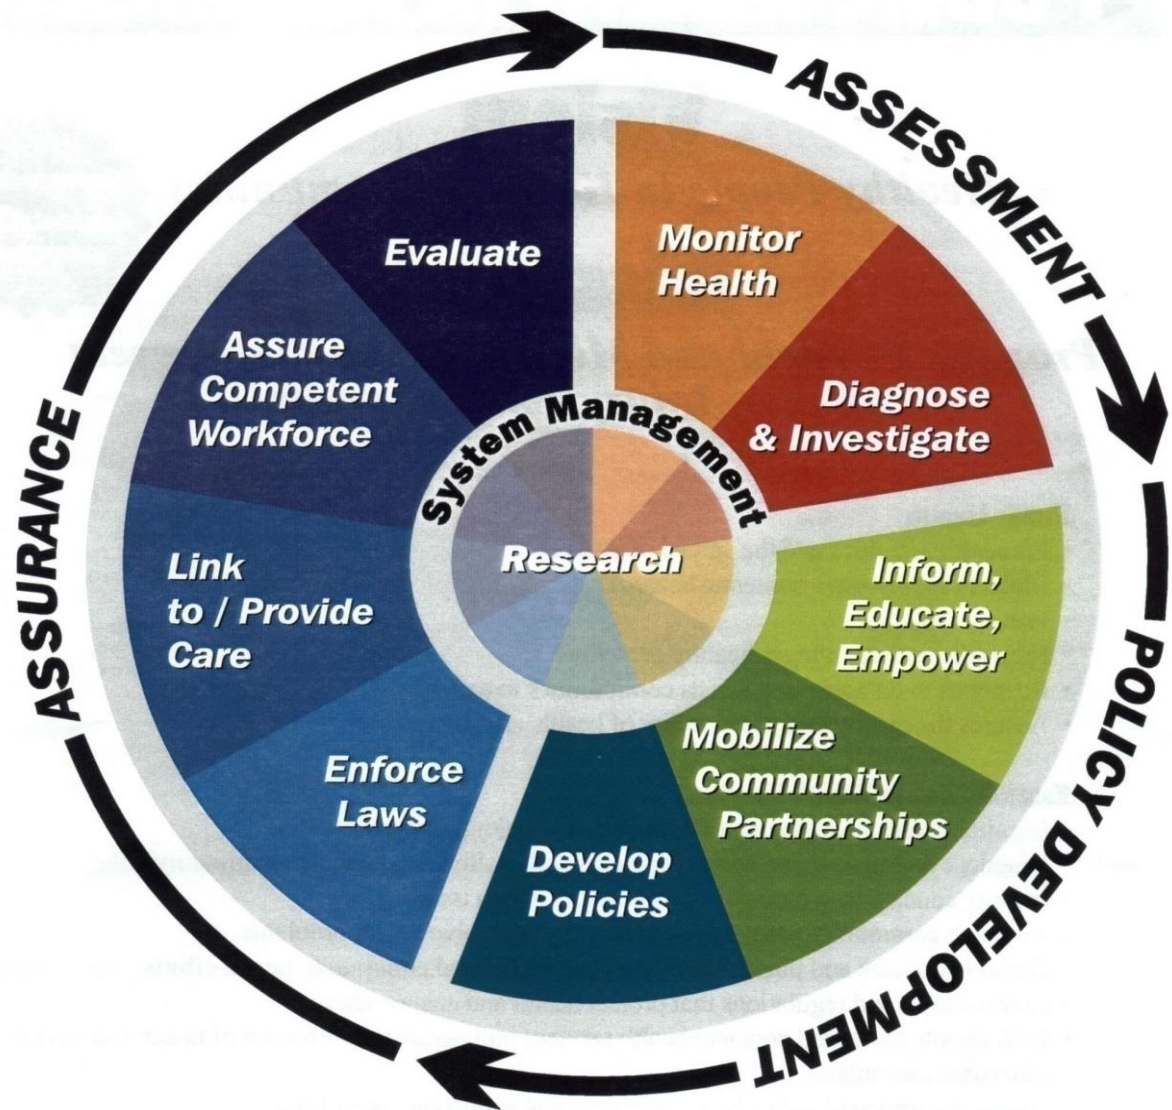 ASSESSMENT
POLICY DEVELOPMENT
ASSURANCE
Evaluate
Monitor
Health
Assure
Competent
Workforce
Diagnose
& Investigate
System Management
Research
Link
to / Provide
Care
Inform,
Educate,
Empower
Enforce
Laws
Mobilize
Community
Partnerships
Develop
Policies